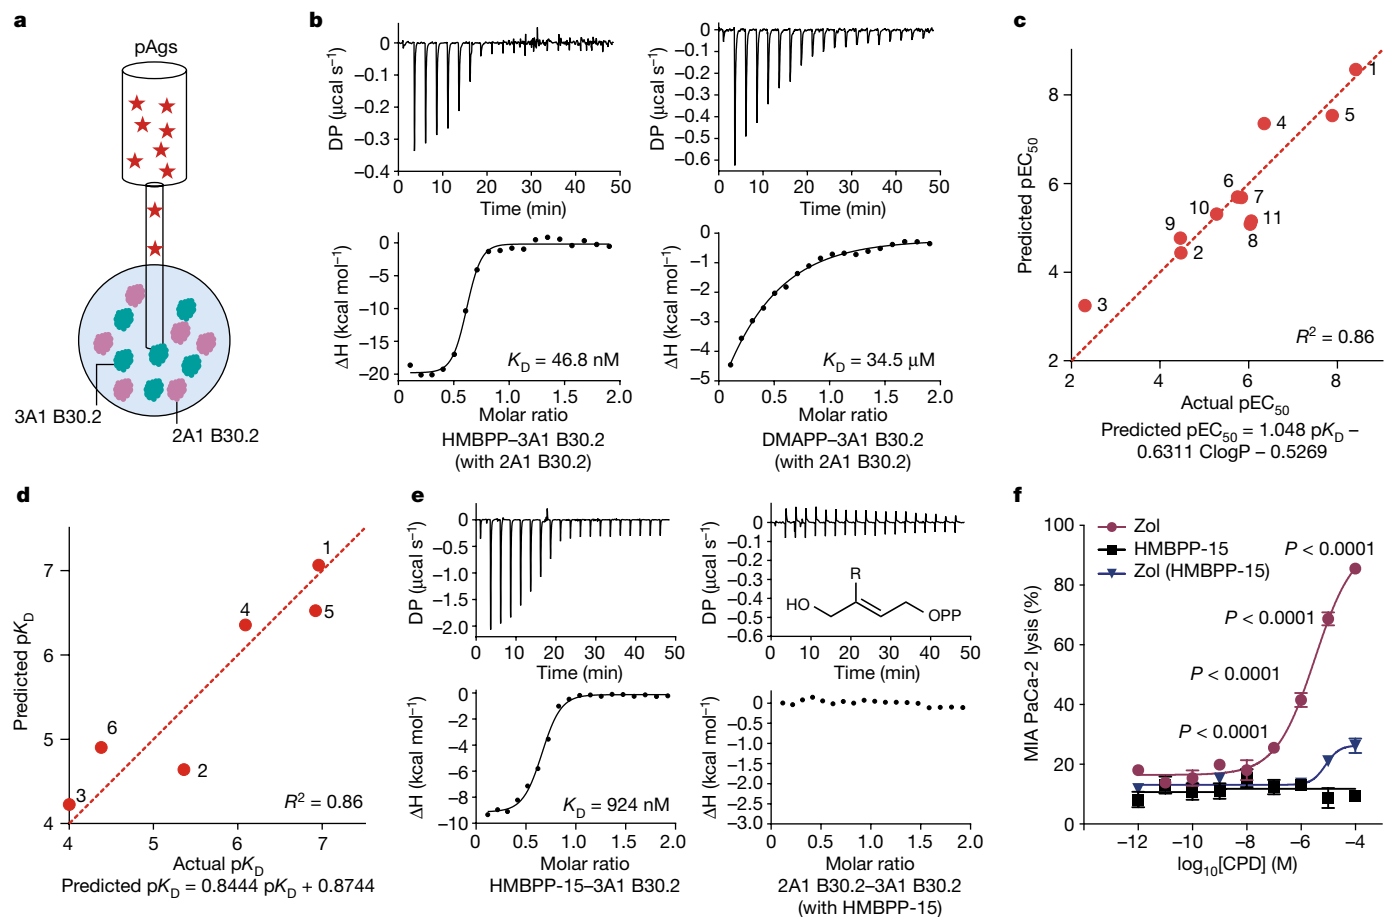 a
pAgs
3A1 B30.2
2A1 B30.2
b
DP (µcal s⁻¹)
0
–0.1
–0.2
–0.3
–0.4
0 10 20 30 40 50
Time (min)
ΔH (kcal mol⁻¹)
0
–5
–10
–15
–20
K_D = 46.8 nM
0 0.5 1.0 1.5 2.0
Molar ratio
HMBPP–3A1 B30.2
(with 2A1 B30.2)
DP (µcal s⁻¹)
0
–0.1
–0.2
–0.3
–0.4
–0.5
–0.6
0 10 20 30 40 50
Time (min)
ΔH (kcal mol⁻¹)
0
–1
–2
–3
–4
–5
K_D = 34.5 µM
0 0.5 1.0 1.5 2.0
Molar ratio
DMAPP–3A1 B30.2
(with 2A1 B30.2)
c
Predicted pEC₅₀
8
6
4
2
1
4
5
6
7
10
11
9
8
2
3
R² = 0.86
2 4 6 8
Actual pEC₅₀
Predicted pEC₅₀ = 1.048 pK_D –
0.6311 ClogP – 0.5269
d
Predicted pK_D
7
6
5
4
1
4
5
6
2
3
R² = 0.86
4 5 6 7
Actual pK_D
Predicted pK_D = 0.8444 pK_D + 0.8744
e
DP (µcal s⁻¹)
0
–0.5
–1.0
–1.5
–2.0
0 10 20 30 40 50
Time (min)
ΔH (kcal mol⁻¹)
0
–2
–4
–6
–8
–10
K_D = 924 nM
0 0.5 1.0 1.5 2.0
Molar ratio
HMBPP-15–3A1 B30.2
DP (µcal s⁻¹)
0
–0.1
–0.2
–0.3
–0.4
–0.5
–0.6
R
HO
OPP
0 10 20 30 40 50
Time (min)
ΔH (kcal mol⁻¹)
0
–0.5
–1.0
–1.5
–2.0
–2.5
–3.0
0 0.5 1.0 1.5 2.0
Molar ratio
2A1 B30.2–3A1 B30.2
(with HMBPP-15)
f
MIA PaCa-2 lysis (%)
100
80
60
40
20
0
Zol
HMBPP-15
Zol (HMBPP-15)
P < 0.0001
P < 0.0001
P < 0.0001
P < 0.0001
–12 –10 –8 –6 –4
log₁₀[CPD] (M)